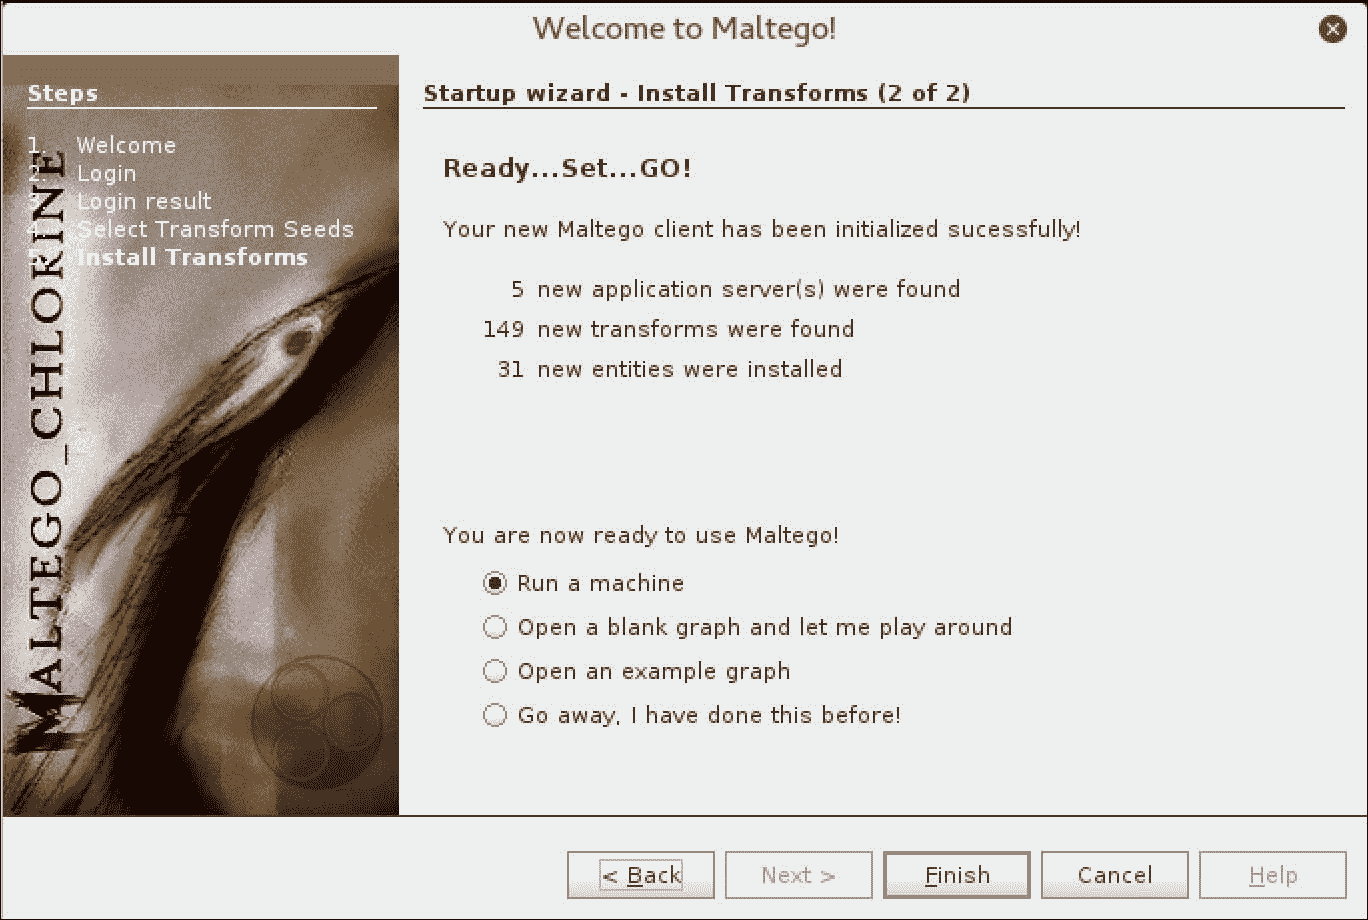 Welcome to Maltego!
Steps
1. Welcome
2. Login
3. Login result
4. Select Transform Seeds
5. Install Transforms
MALTEGO_CHLORINE
Startup wizard - Install Transforms (2 of 2)
Ready...Set...GO!
Your new Maltego client has been initialized sucessfully!
5 new application server(s) were found
149 new transforms were found
31 new entities were installed
You are now ready to use Maltego!
Run a machine
Open a blank graph and let me play around
Open an example graph
Go away, I have done this before!
< Back
Next >
Finish
Cancel
Help